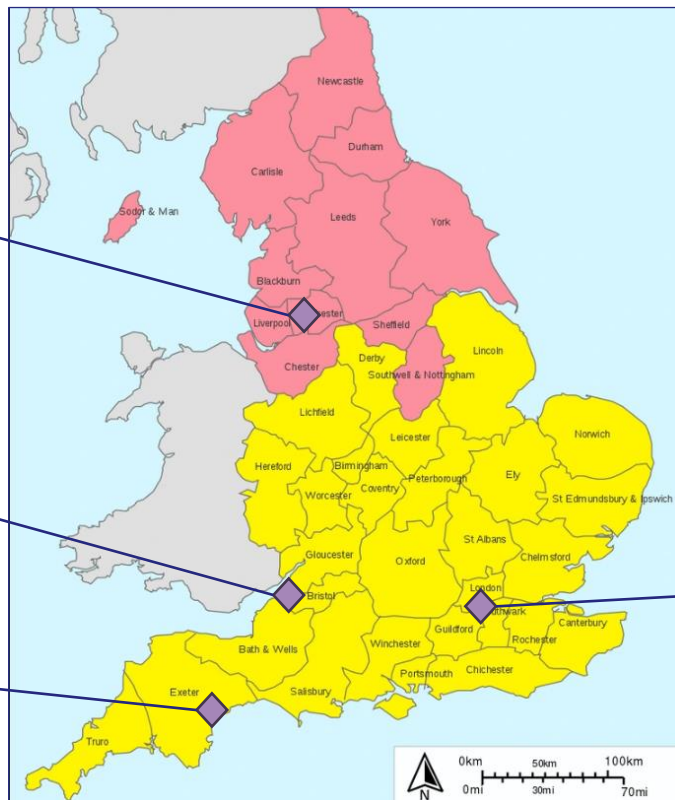 Newcastle
Durham
Carlisle
Sodor & Man
Leeds
York
Blackburn
Liverpool
ester
Sheffield
Chester
Derby
Lincoln
Southwell & Nottingham
Lichfield
Leicester
Norwich
Hereford
Birmingham
Peterborough
Ely
Worcester
Coventry
St Edmundsbury & Ipswich
Gloucester
Oxford
St Albans
Chelmsford
Bristol
London
uthwark
Canterbury
Bath & Wells
Winchester
Guildford
Rochester
Exeter
Salisbury
Portsmouth
Chichester
Truro
N
0km 50km 100km
0mi 30mi 70mi